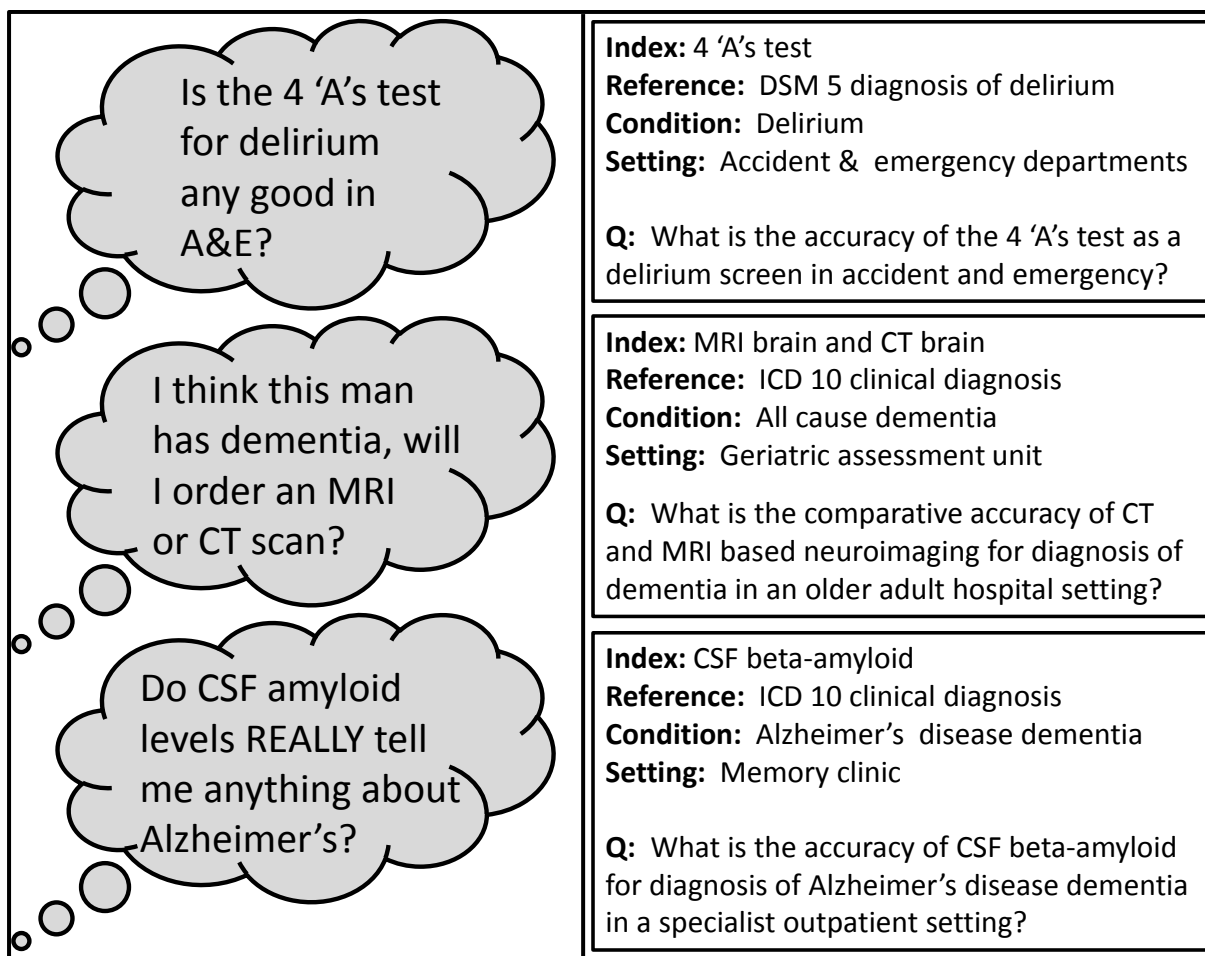 Is the 4 ‘A’s test
for delirium
any good in
A&E?
Index: 4 ‘A’s test
Reference:  DSM 5 diagnosis of delirium
Condition:  Delirium
Setting:  Accident &  emergency departments
Q:  What is the accuracy of the 4 ‘A’s test as a
delirium screen in accident and emergency?
I think this man
has dementia, will
I order an MRI
or CT scan?
Index: MRI brain and CT brain
Reference:  ICD 10 clinical diagnosis
Condition:  All cause dementia
Setting:  Geriatric assessment unit
Q:  What is the comparative accuracy of CT
and MRI based neuroimaging for diagnosis of
dementia in an older adult hospital setting?
Do CSF amyloid
levels REALLY tell
me anything about
Alzheimer’s?
Index: CSF beta-amyloid
Reference:  ICD 10 clinical diagnosis
Condition:  Alzheimer’s  disease dementia
Setting:  Memory clinic
Q:  What is the accuracy of CSF beta-amyloid
for diagnosis of Alzheimer’s disease dementia
in a specialist outpatient setting?